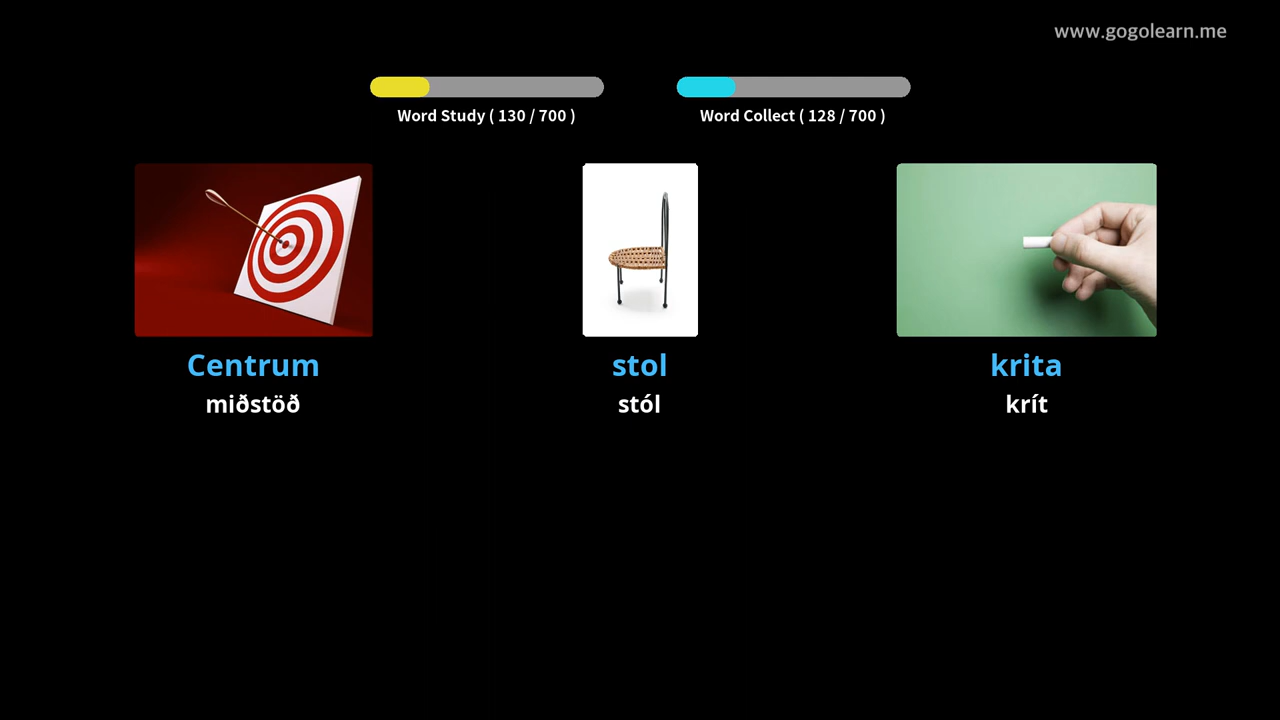 www.gogolearn.me
Word Study ( 130 / 700 )
Word Collect ( 128 / 700 )
Centrum
miðstöð
stol
stól
krita
krít